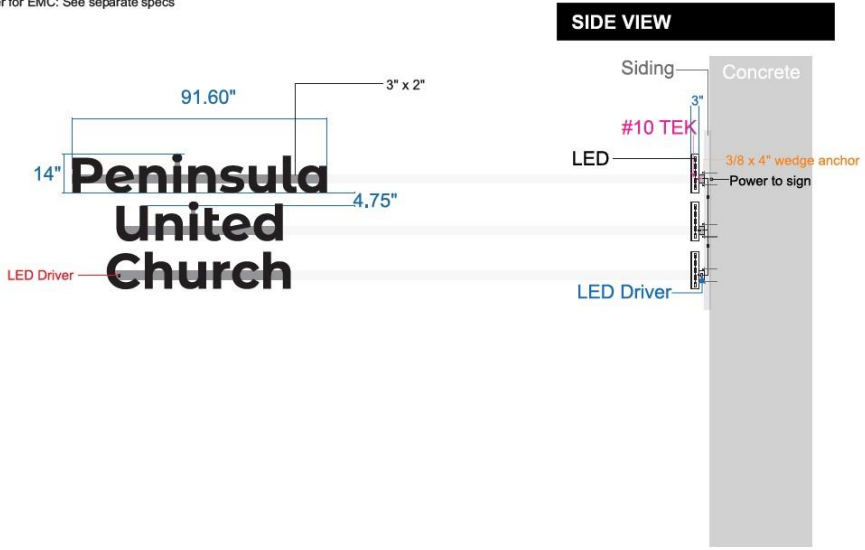 for EMC: See separate specs
SIDE VIEW
Siding
Concrete
91.60"
3" x 2"
3"
#10 TEK
14"
Peninsula
LED
3/8 x 4" wedge anchor
Power to sign
4.75"
United
LED Driver
Church
LED Driver